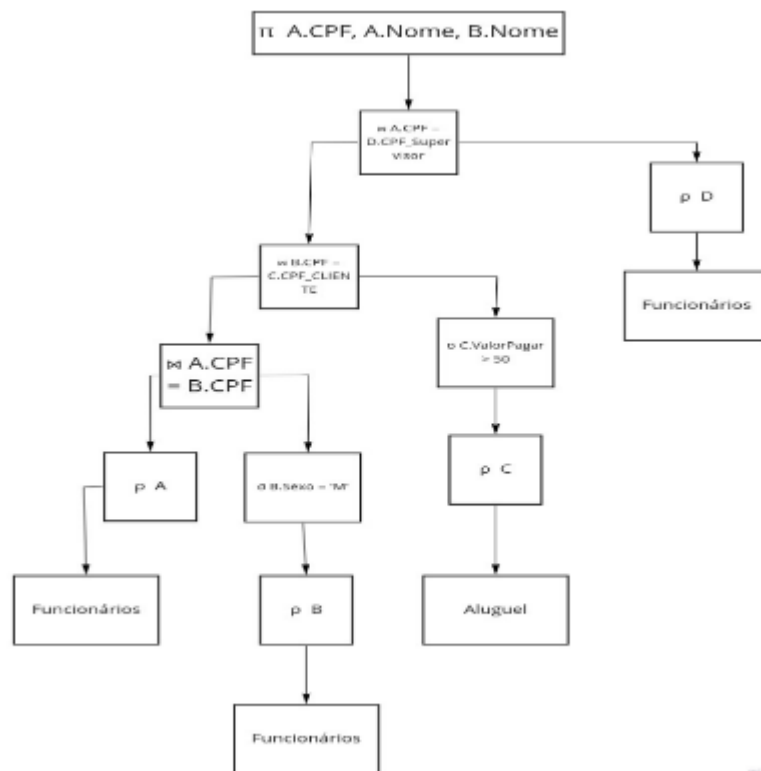 π A.CPF, A.Nome, B.Nome
⋈ A.CPF =
D.CPF_Super
visor
ρ D
⋈ B.CPF =
C.CPF_CLIEN
TE
Funcionários
σ C.ValorPagar
> 50
⋈ A.CPF
= B.CPF
ρ A
σ B.Sexo = 'M'
ρ C
Funcionários
ρ B
Aluguel
Funcionários